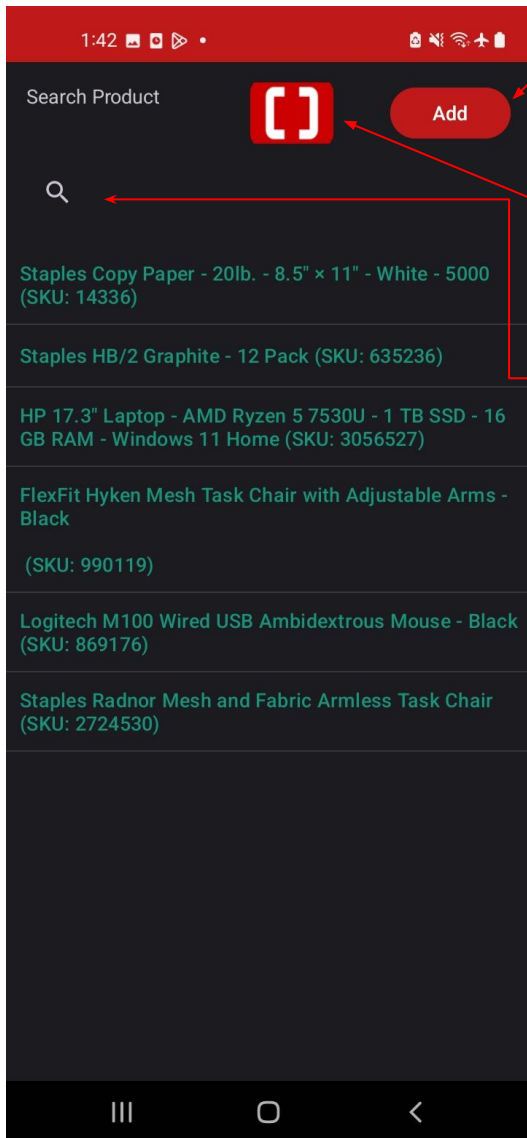 1:42
Search Product
Add
Staples Copy Paper - 20lb. - 8.5" × 11" - White - 5000
(SKU: 14336)
Staples HB/2 Graphite - 12 Pack (SKU: 635236)
HP 17.3" Laptop - AMD Ryzen 5 7530U - 1 TB SSD - 16
GB RAM - Windows 11 Home (SKU: 3056527)
FlexFit Hyken Mesh Task Chair with Adjustable Arms -
Black
(SKU: 990119)
Logitech M100 Wired USB Ambidextrous Mouse - Black
(SKU: 869176)
Staples Radnor Mesh and Fabric Armless Task Chair
(SKU: 2724530)